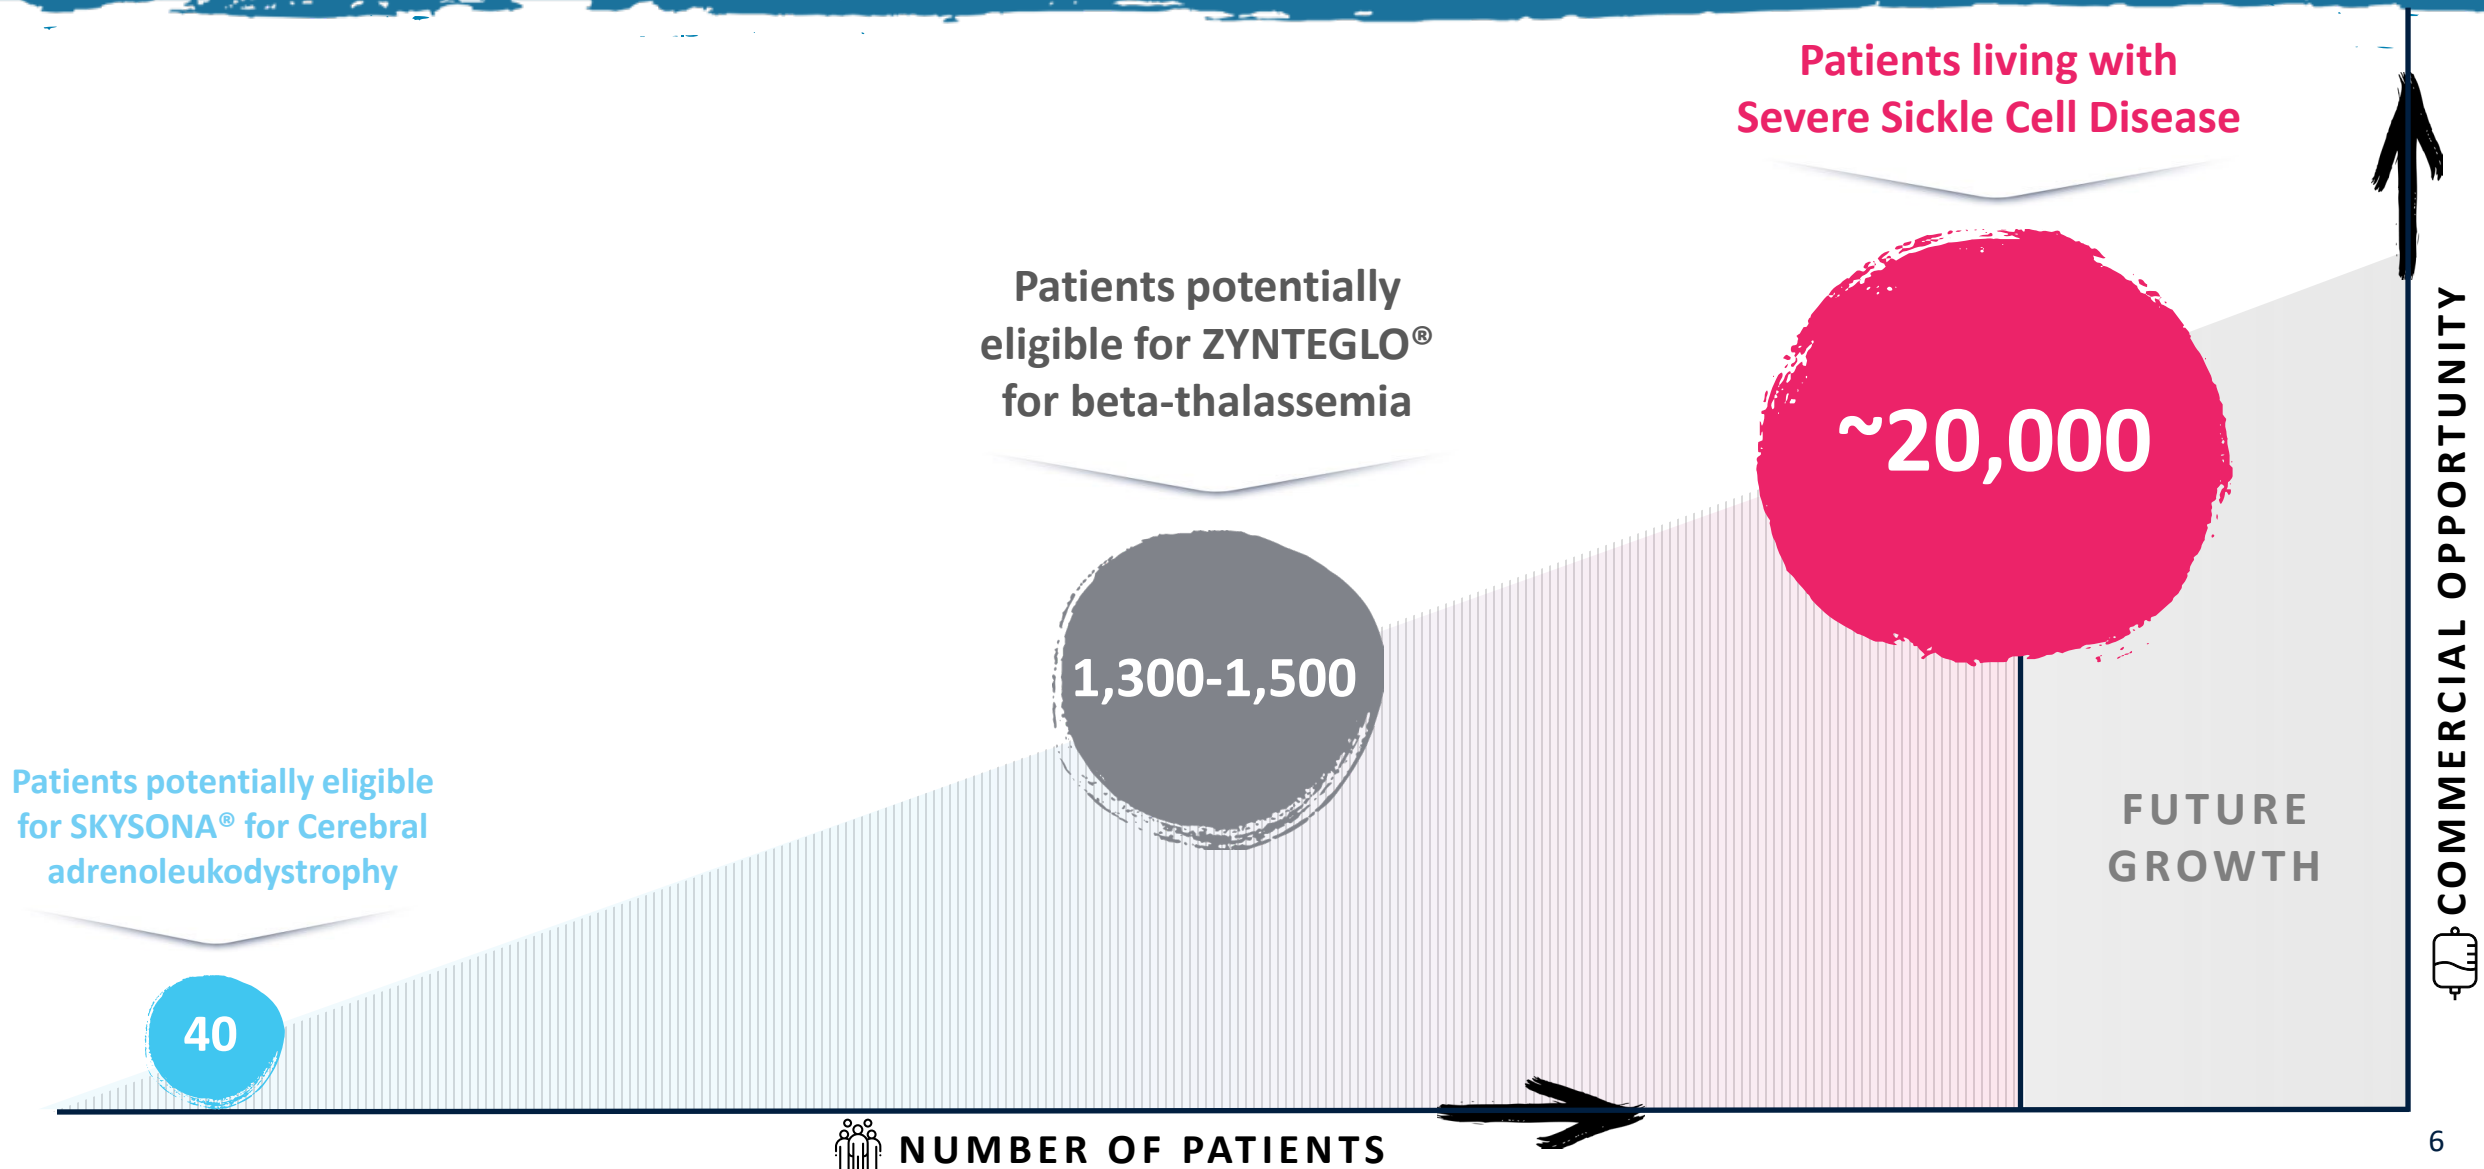 Patients living with
Severe Sickle Cell Disease
~20,000
Patients potentially
eligible for ZYNTEGLO®
for beta-thalassemia
1,300-1,500
Patients potentially eligible
for SKYSONA® for Cerebral
adrenoleukodystrophy
40
FUTURE
GROWTH
COMMERCIAL OPPORTUNITY
NUMBER OF PATIENTS
6